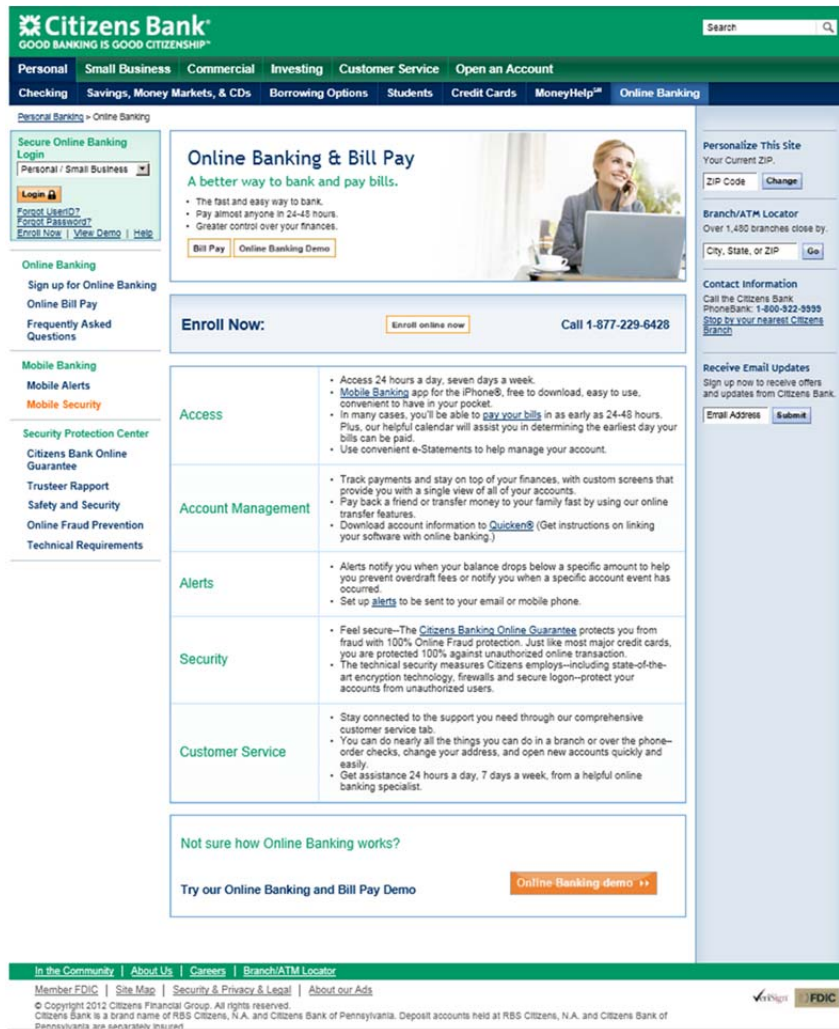 Citizens Bank®
GOOD BANKING IS GOOD CITIZENSHIP™
Search
Personal Small Business Commercial Investing Customer Service Open an Account
Checking Savings, Money Markets, & CDs Borrowing Options Students Credit Cards MoneyHelp℠ Online Banking
Personal Banking > Online Banking
Secure Online Banking
Login
Personal / Small Business
Login
Forgot UserID?
Forgot Password?
Enroll Now | View Demo | Help
Online Banking
Sign up for Online Banking
Online Bill Pay
Frequently Asked
Questions
Mobile Banking
Mobile Alerts
Mobile Security
Security Protection Center
Citizens Bank Online
Guarantee
Trusteer Rapport
Safety and Security
Online Fraud Prevention
Technical Requirements
Online Banking & Bill Pay
A better way to bank and pay bills.
• The fast and easy way to bank.
• Pay almost anyone in 24-48 hours.
• Greater control over your finances.
Bill Pay Online Banking Demo
Enroll Now: Enroll online now Call 1-877-229-6428
Access
• Access 24 hours a day, seven days a week.
• Mobile Banking app for the iPhone®, free to download, easy to use,
convenient to have in your pocket.
• In many cases, you'll be able to pay your bills in as early as 24-48 hours.
Plus, our helpful calendar will assist you in determining the earliest day your
bills can be paid.
• Use convenient e-Statements to help manage your account.
Account Management
• Track payments and stay on top of your finances, with custom screens that
provide you with a single view of all of your accounts.
• Pay back a friend or transfer money to your family fast by using our online
transfer features.
• Download account information to Quicken® (Get instructions on linking
your software with online banking.)
Alerts
• Alerts notify you when your balance drops below a specific amount to help
you prevent overdraft fees or notify you when a specific account event has
occurred.
• Set up alerts to be sent to your email or mobile phone.
Security
• Feel secure--The Citizens Banking Online Guarantee protects you from
fraud with 100% Online Fraud protection. Just like most major credit cards,
you are protected 100% against unauthorized online transaction.
• The technical security measures Citizens employs--including state-of-the-
art encryption technology, firewalls and secure logon--protect your
accounts from unauthorized users.
Customer Service
• Stay connected to the support you need through our comprehensive
customer service tab.
• You can do nearly all the things you can do in a branch or over the phone--
order checks, change your address, and open new accounts quickly and
easily.
• Get assistance 24 hours a day, 7 days a week, from a helpful online
banking specialist.
Not sure how Online Banking works?
Try our Online Banking and Bill Pay Demo
Online Banking demo ››
Personalize This Site
Your Current ZIP.
ZIP Code Change
Branch/ATM Locator
Over 1,480 branches close by.
City, State, or ZIP Go
Contact Information
Call the Citizens Bank
PhoneBank: 1-800-922-9999
Stop by your nearest Citizens
Branch
Receive Email Updates
Sign up now to receive offers
and updates from Citizens Bank.
Email Address Submit
In the Community | About Us | Careers | Branch/ATM Locator
Member FDIC | Site Map | Security & Privacy & Legal | About our Ads
© Copyright 2012 Citizens Financial Group. All rights reserved.
Citizens Bank is a brand name of RBS Citizens, N.A. and Citizens Bank of Pennsylvania. Deposit accounts held at RBS Citizens, N.A. and Citizens Bank of
Pennsylvania are separately insured.
VeriSign FDIC